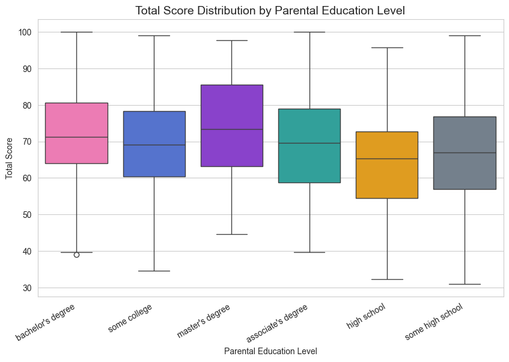 Total Score Distribution by Parental Education Level
Total Score
100
90
80
70
60
50
40
30
bachelor's degree
some college
master's degree
associate's degree
high school
some high school
Parental Education Level